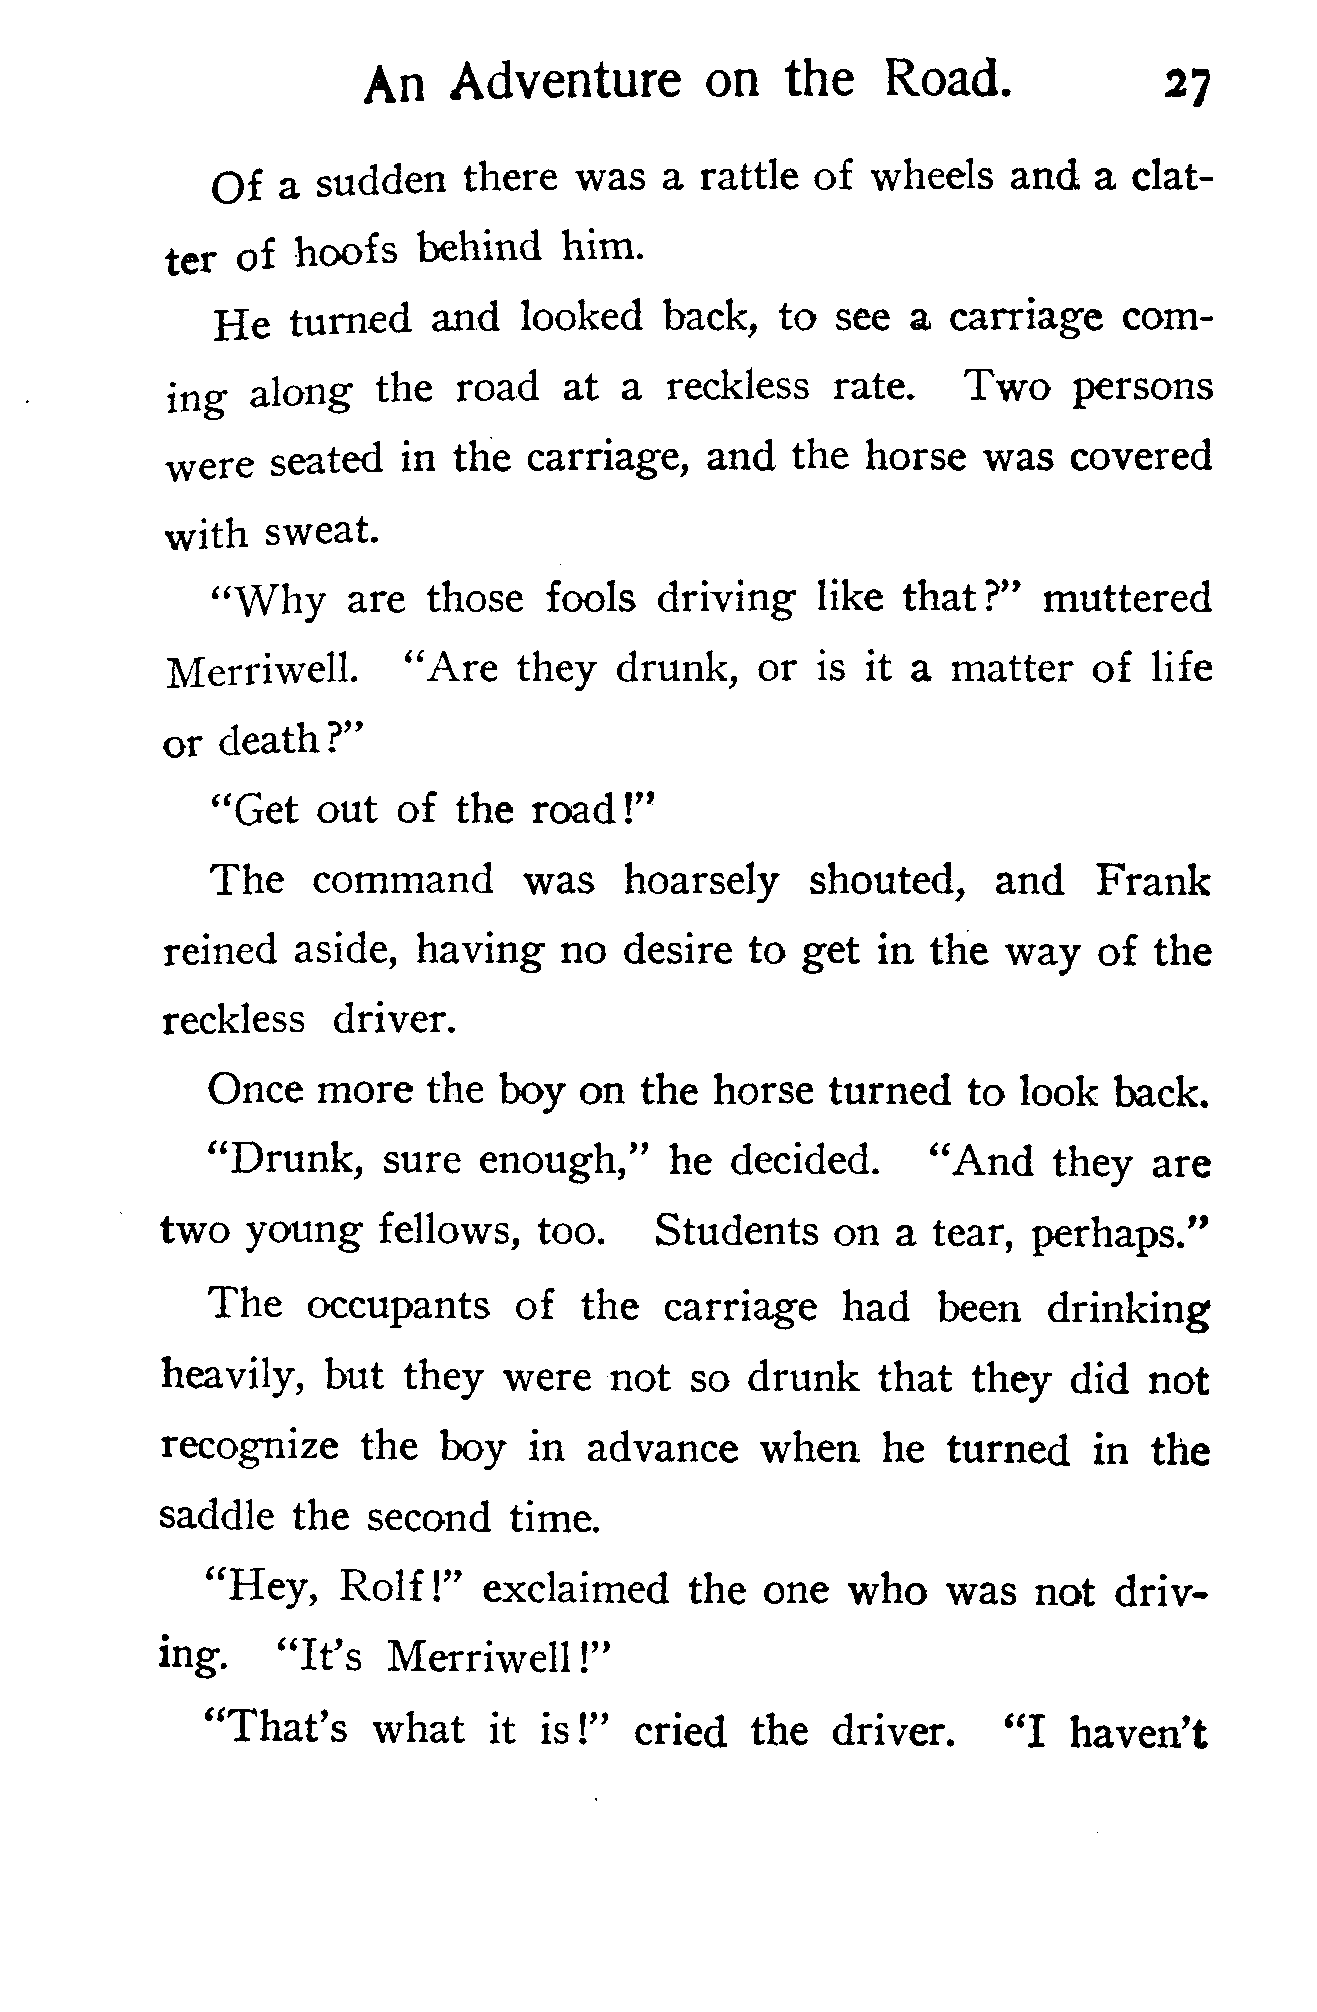 An Adventure on the Road. 27
Of a sudden there was a rattle of wheels and a clat-
ter of hoofs behind him.
He turned and looked back, to see a carriage com-
ing along the road at a reckless rate. Two persons
were seated in the carriage, and the horse was covered
with sweat.
“Why are those fools driving like that?” muttered
Merriwell. “Are they drunk, or is it a matter of life
or death?”
“Get out of the road!”
The command was hoarsely shouted, and Frank
reined aside, having no desire to get in the way of the
reckless driver.
Once more the boy on the horse turned to look back.
“Drunk, sure enough,” he decided. “And they are
two young fellows, too. Students on a tear, perhaps.”
The occupants of the carriage had been drinking
heavily, but they were not so drunk that they did not
recognize the boy in advance when he turned in the
saddle the second time.
“Hey, Rolf!” exclaimed the one who was not driv-
ing. “It’s Merriwell!”
“That’s what it is!” cried the driver. “I haven’t